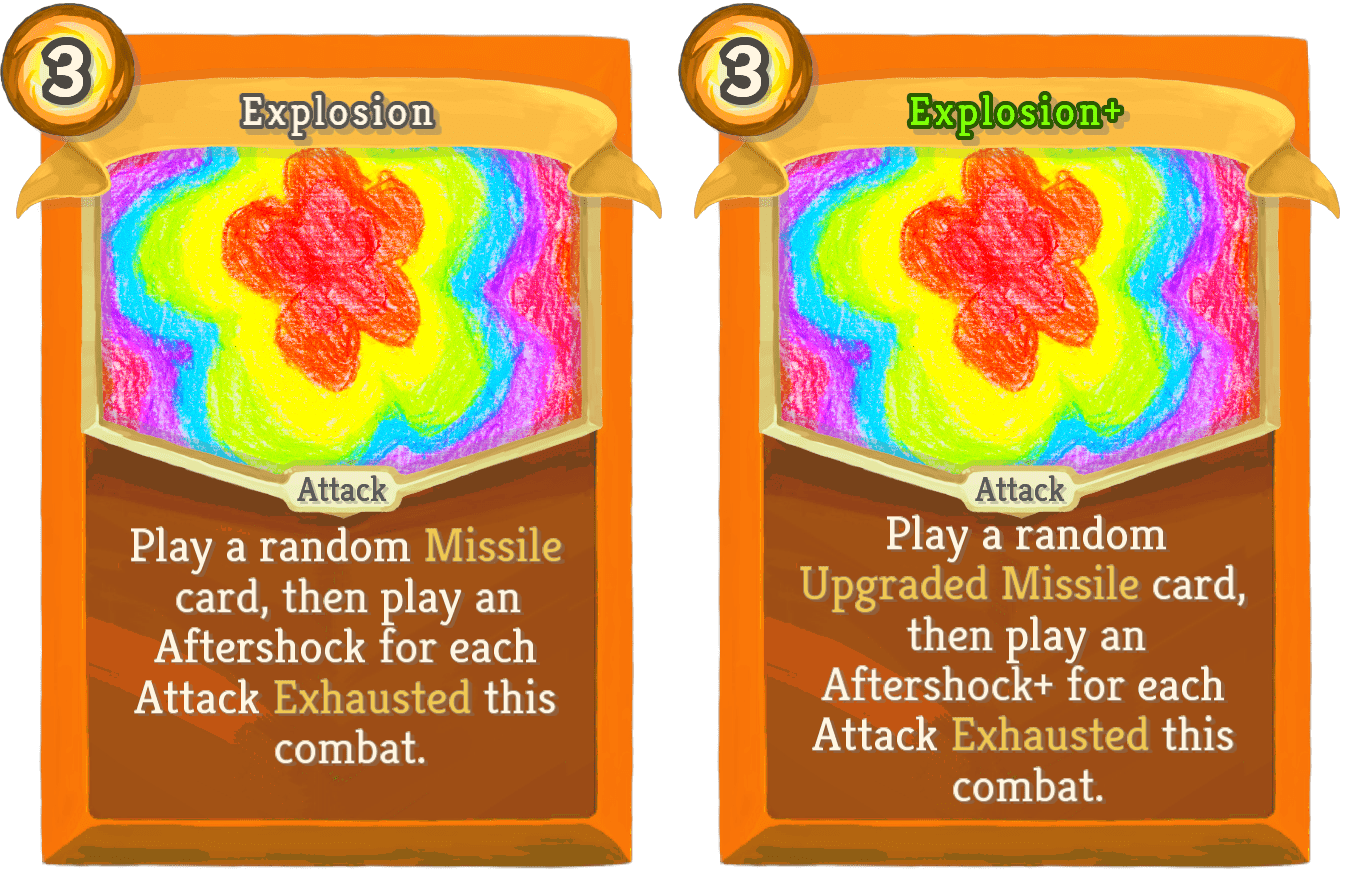 3
Explosion
Attack
Play a random Missile
card, then play an
Aftershock for each
Attack Exhausted this
combat.
3
Explosion+
Attack
Play a random
Upgraded Missile card,
then play an
Aftershock+ for each
Attack Exhausted this
combat.